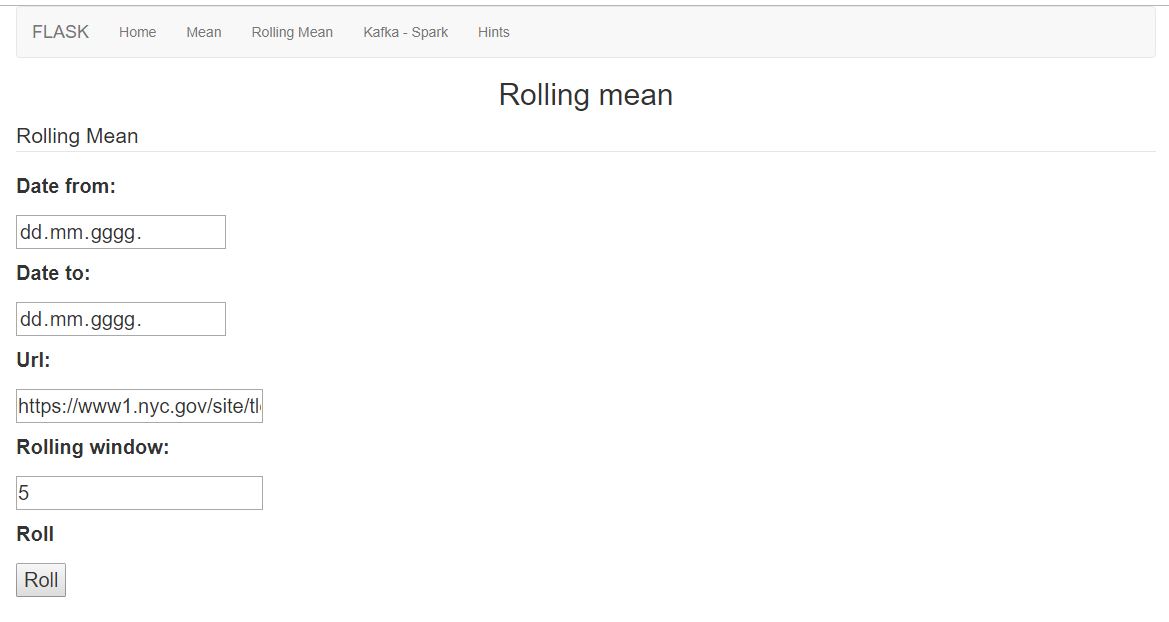 FLASK Home Mean Rolling Mean Kafka - Spark Hints
Rolling mean
Rolling Mean
Date from:
dd.mm.gggg.
Date to:
dd.mm.gggg.
Url:
https://www1.nyc.gov/site/tl
Rolling window:
5
Roll
Roll